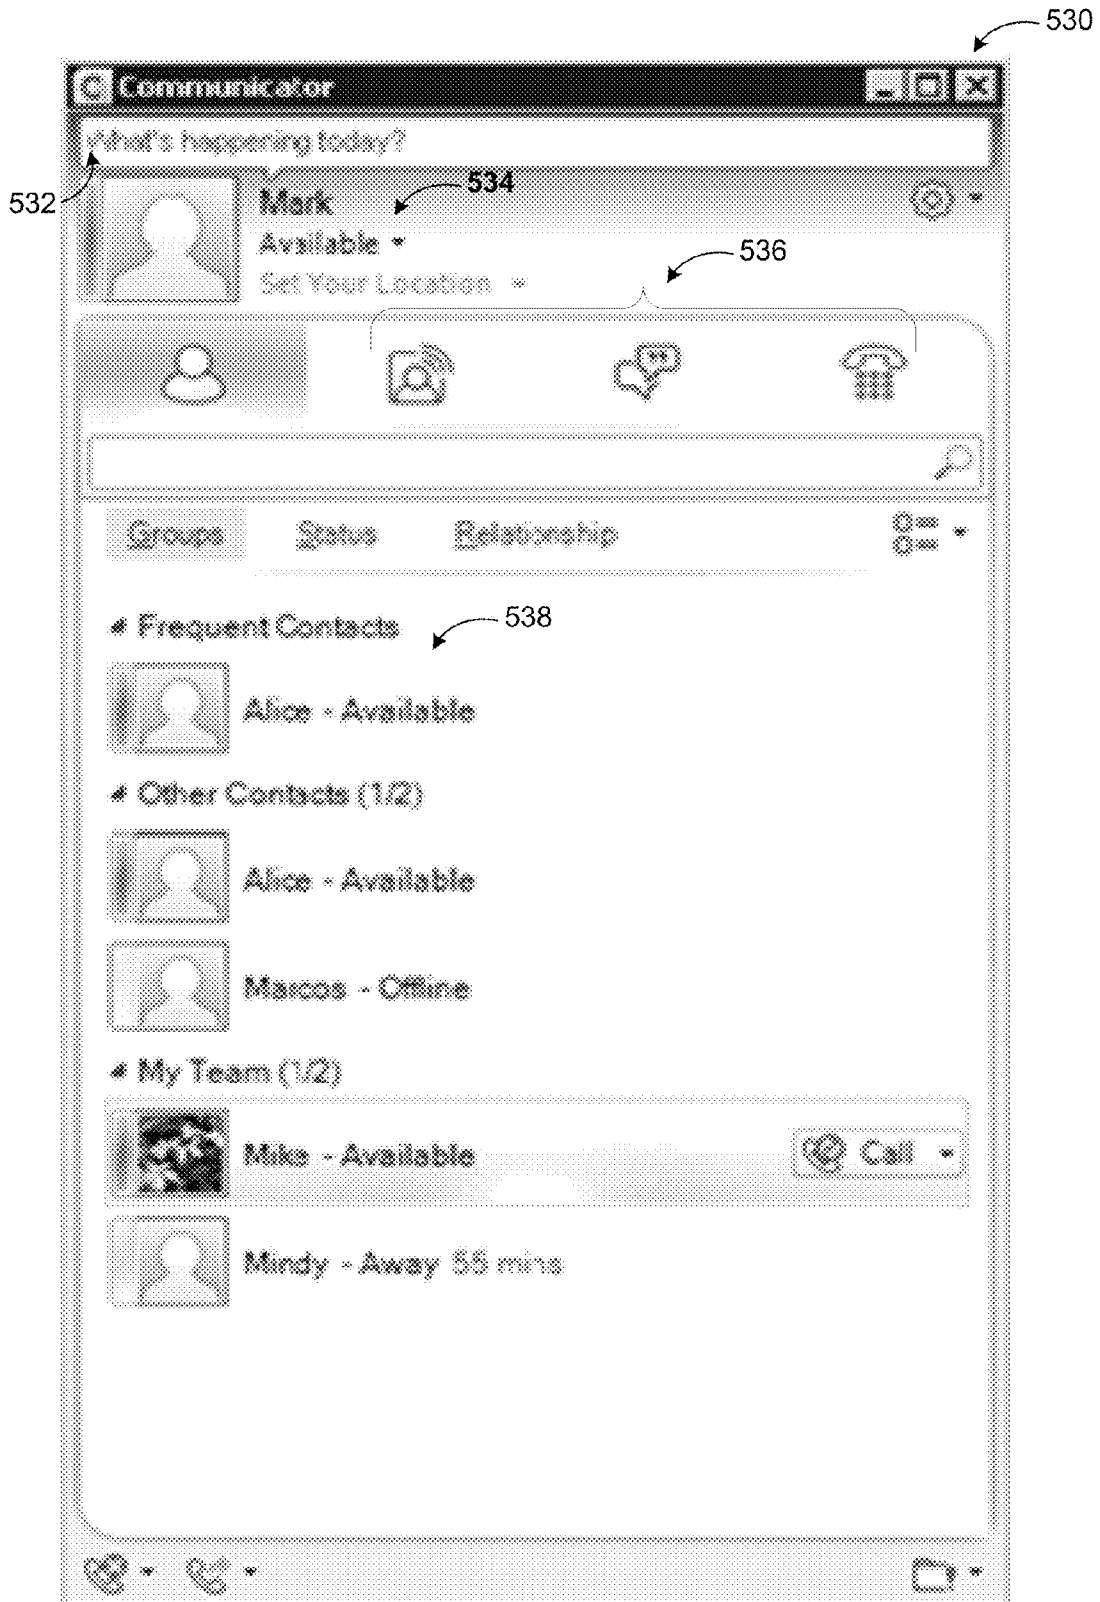 530
C Communicator
What's happening today?
532
Mark
534
Available
536
Set Your Location
Groups Status Relationship
Frequent Contacts
538
Alice - Available
Other Contacts (1/2)
Alice - Available
Marcos - Offline
My Team (1/2)
Mike - Available Call
Mindy - Away 55 mins